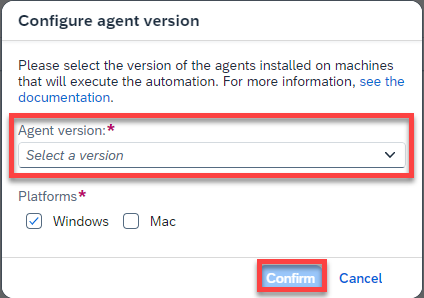 Configure agent version
Please select the version of the agents installed on machines
that will execute the automation. For more information, see the
documentation.
Agent version:*
Select a version
Platforms*
Windows Mac
Confirm Cancel